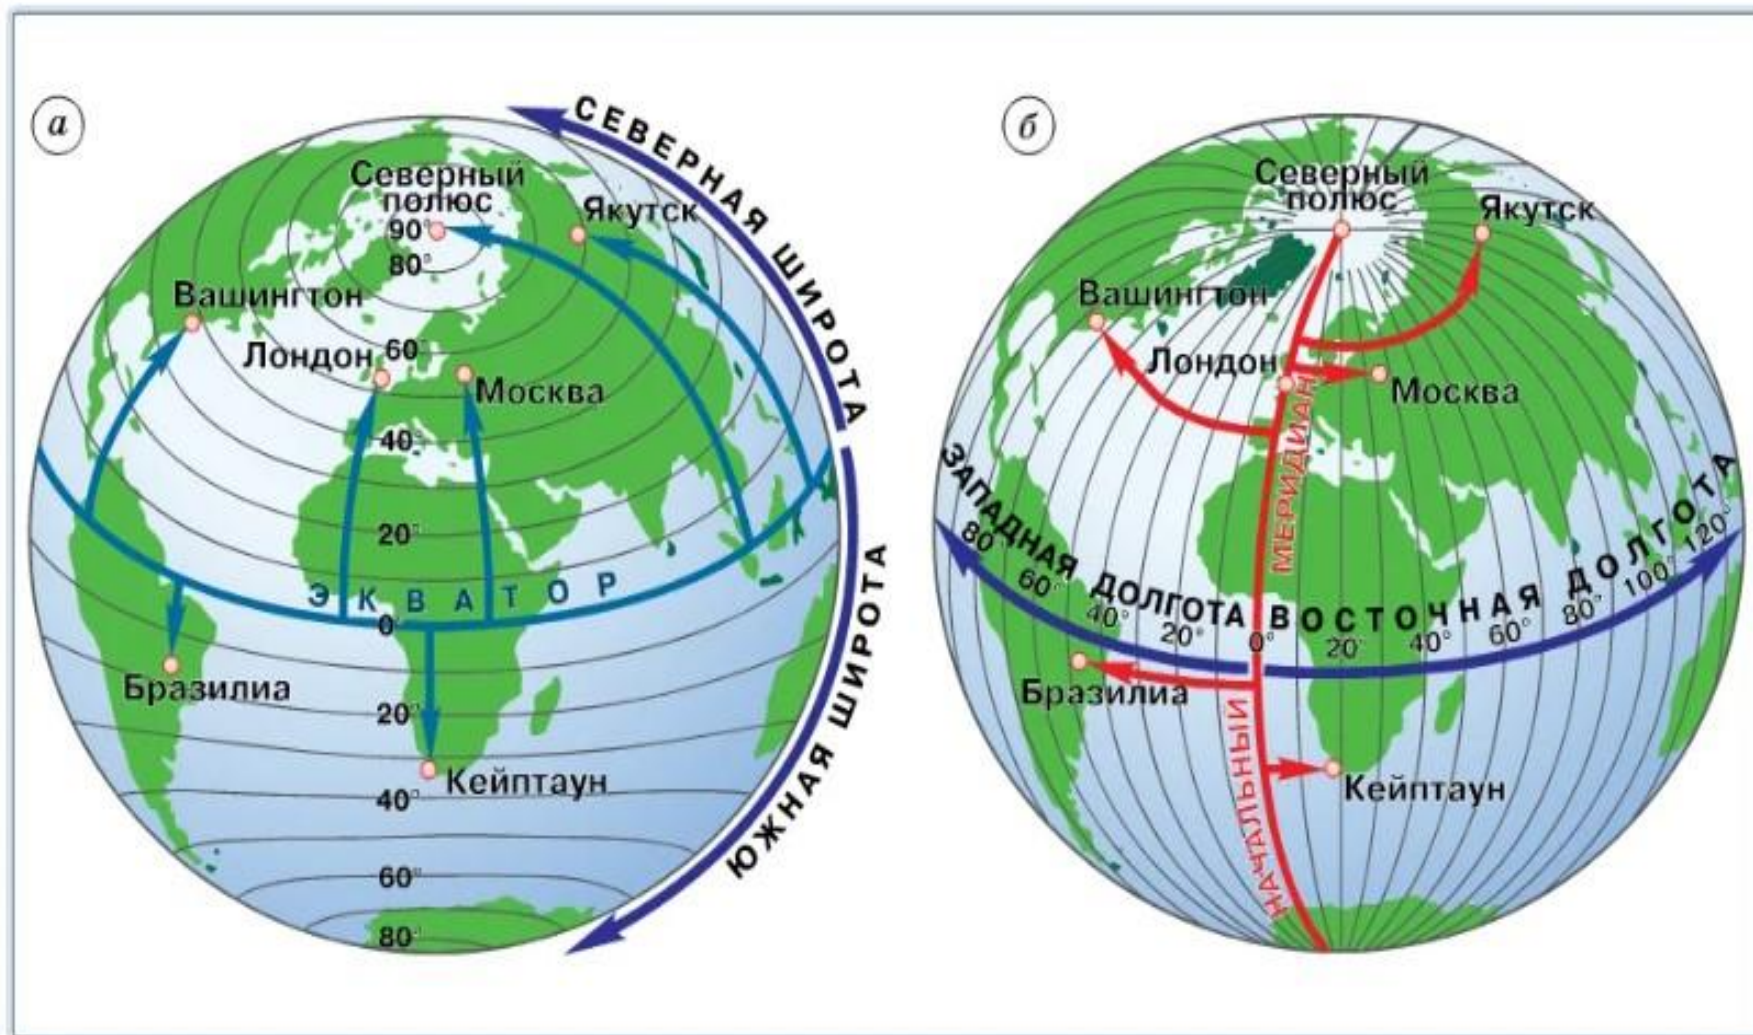 а
СЕВЕРНАЯ ШИРОТА
Северный
полюс
90°
80°
Якутск
Вашингтон
60°
Лондон
Москва
40°
20°
ЭКВАТОР
0°
Бразилиа
20°
Кейптаун
40°
60°
80°
ЮЖНАЯ ШИРОТА
б
Северный
полюс
Якутск
Вашингтон
Лондон
Москва
НАЧАЛЬНЫЙ МЕРИДИАН
ЗАПАДНАЯ ДОЛГОТА ВОСТОЧНАЯ ДОЛГОТА
80° 60° 40° 20° 0° 20° 40° 60° 80° 100° 120°
Бразилиа
Кейптаун